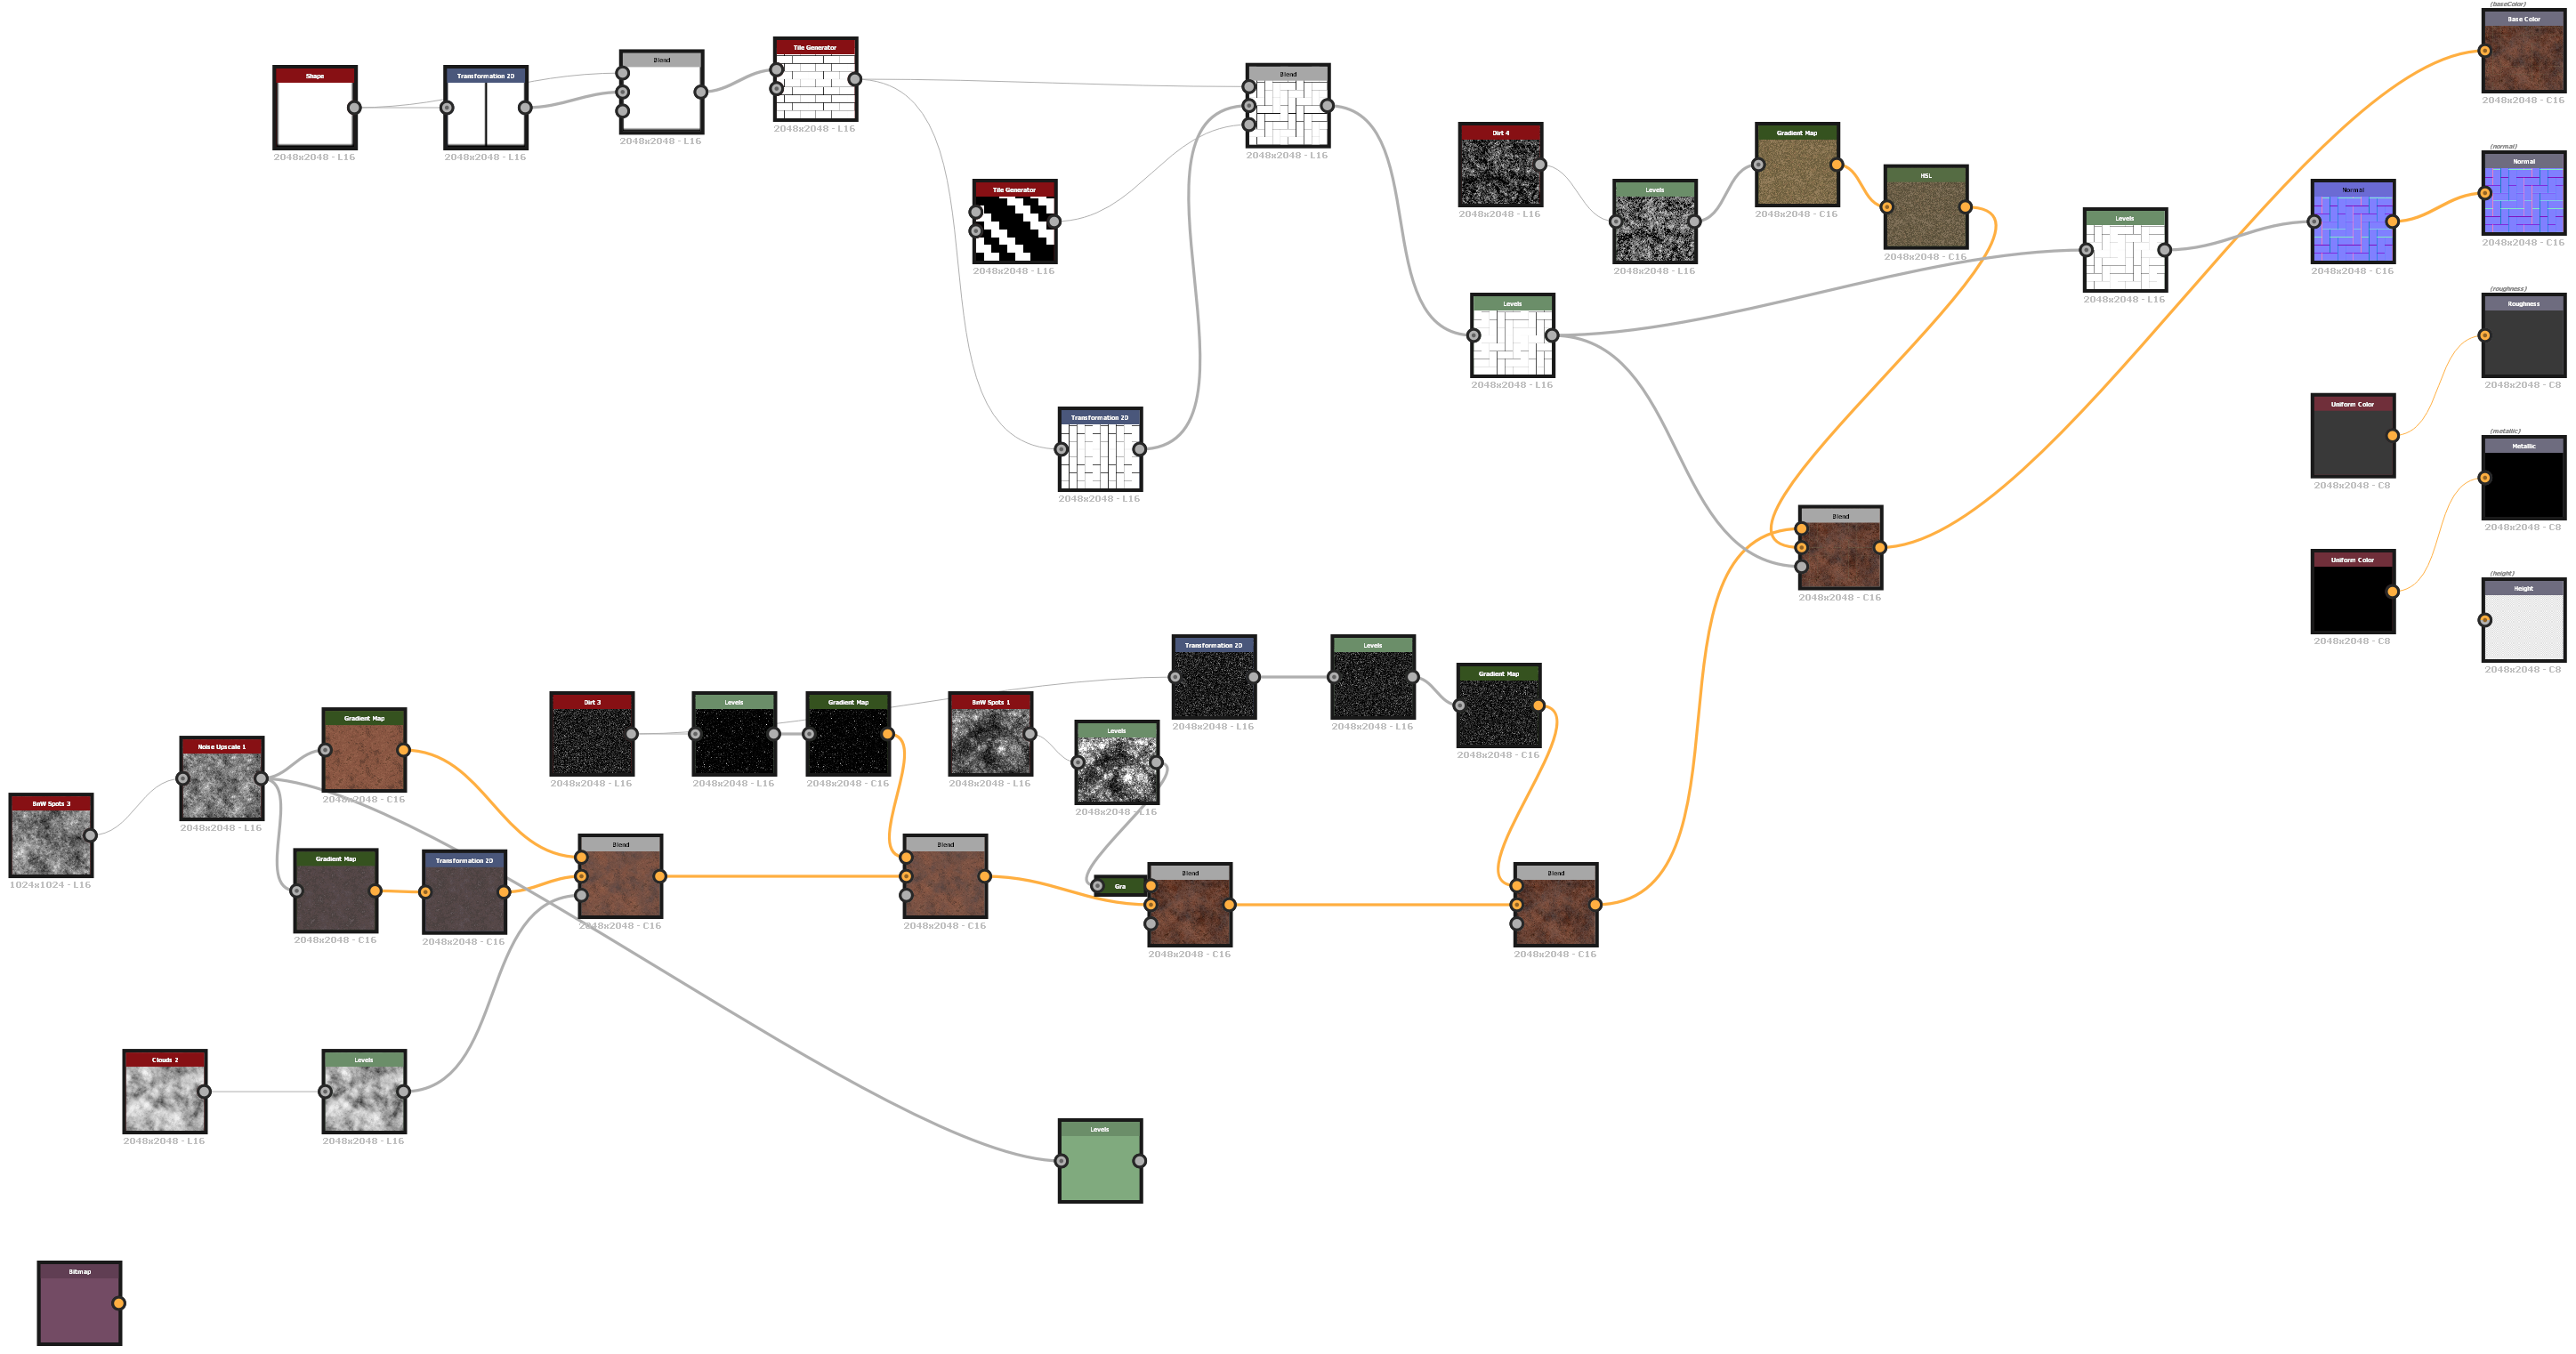 (baseColor)
Base Color
2048x2048 - C16
Shape
2048x2048 - L16
Transformation 2D
2048x2048 - L16
Blend
2048x2048 - L16
Tile Generator
2048x2048 - L16
Blend
2048x2048 - L16
Tile Generator
2048x2048 - L16
Transformation 2D
2048x2048 - L16
Dirt 4
2048x2048 - L16
Levels
2048x2048 - L16
Gradient Map
2048x2048 - C16
HSL
2048x2048 - C16
Levels
2048x2048 - L16
Levels
2048x2048 - L16
Normal
2048x2048 - C16
(normal)
Normal
2048x2048 - C16
(roughness)
Roughness
2048x2048 - C8
Uniform Color
2048x2048 - C8
(metallic)
Metallic
2048x2048 - C8
Uniform Color
2048x2048 - C8
(height)
Height
2048x2048 - C8
Blend
2048x2048 - C16
BnW Spots 3
1024x1024 - L16
Noise Upscale 1
2048x2048 - L16
Gradient Map
2048x2048 - C16
Gradient Map
2048x2048 - C16
Transformation 2D
2048x2048 - C16
Dirt 3
2048x2048 - L16
Levels
2048x2048 - L16
Gradient Map
2048x2048 - C16
BnW Spots 1
2048x2048 - L16
Levels
2048x2048 - L16
Transformation 2D
2048x2048 - L16
Levels
2048x2048 - L16
Gradient Map
2048x2048 - C16
Blend
2048x2048 - C16
Blend
2048x2048 - C16
Gra
Blend
2048x2048 - C16
Blend
2048x2048 - C16
Clouds 2
2048x2048 - L16
Levels
2048x2048 - L16
Levels
Bitmap